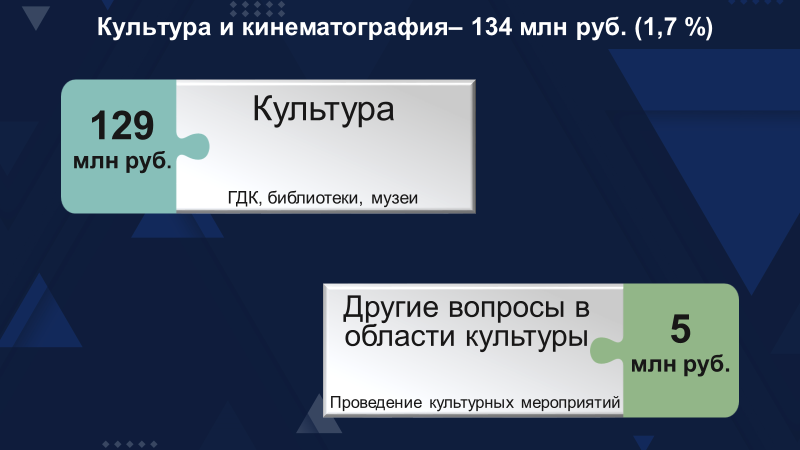 Культура и кинематография– 134 млн руб. (1,7 %)
129
млн руб.
Культура
ГДК, библиотеки, музеи
Другие вопросы в
области культуры
Проведение культурных мероприятий
5
млн руб.